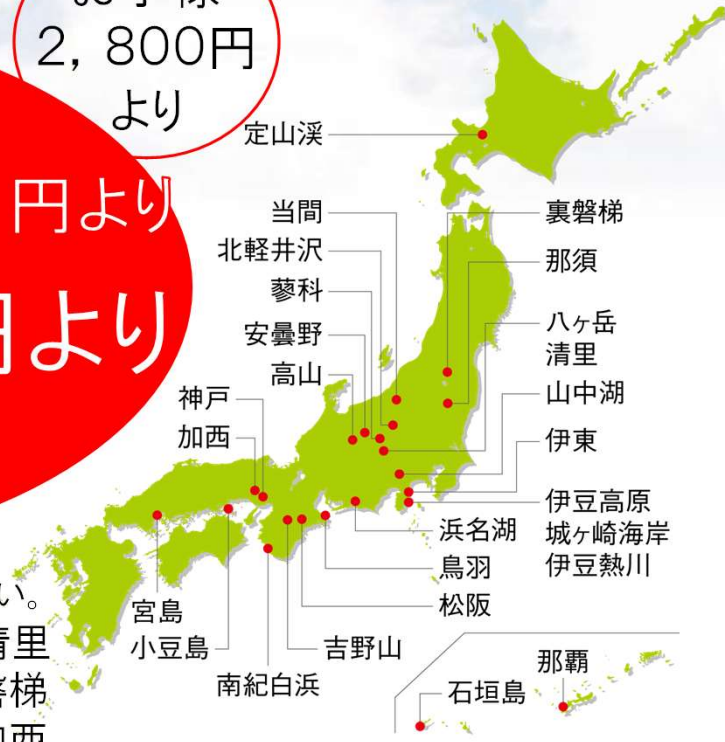 2，800円
より
円より
円より
定山渓
当間
北軽井沢
蓼科
安曇野
高山
神戸
加西
裏磐梯
那須
八ヶ岳
清里
山中湖
伊東
伊豆高原
城ヶ崎海岸
伊豆熱川
浜名湖
鳥羽
松阪
宮島
小豆島
吉野山
南紀白浜
那覇
石垣島
い。
清里
磐梯